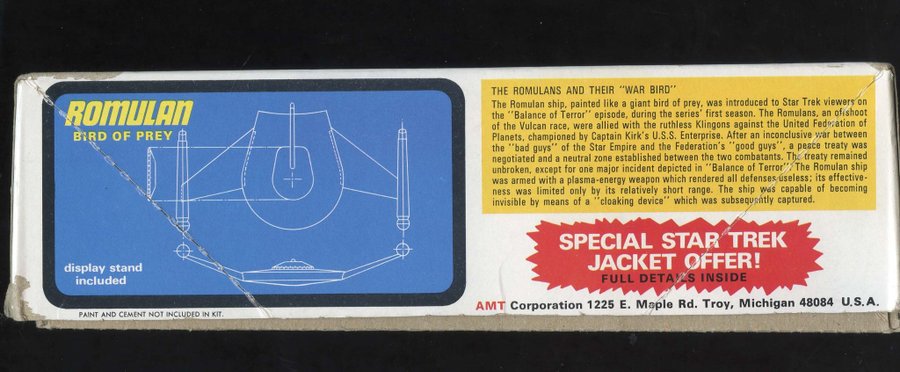 ROMULAN
BIRD OF PREY
display stand
included
PAINT AND CEMENT NOT INCLUDED IN KIT.
THE ROMULANS AND THEIR "WAR BIRD"
The Romulan ship, painted like a giant bird of prey, was introduced to Star Trek viewers on
the "Balance of Terror" episode, during the series' first season. The Romulans, an offshoot
of the Vulcan race, were allied with the ruthless Klingons against the United Federation of
Planets, championed by Captain Kirk's U.S.S. Enterprise. After an inconclusive war between
the "bad guys" of the Star Empire and the Federation's "good guys", a peace treaty was
negotiated and a neutral zone established between the two combatants. The treaty remained
unbroken, except for one major incident depicted in "Balance of Terror". The Romulan ship
was armed with a plasma-energy weapon which rendered all defenses useless; its effective-
ness was limited only by its relatively short range. The ship was capable of becoming
invisible by means of a "cloaking device" which was subsequently captured.
SPECIAL STAR TREK
JACKET OFFER!
FULL DETAILS INSIDE
AMT Corporation 1225 E. Maple Rd. Troy, Michigan 48084 U.S.A.